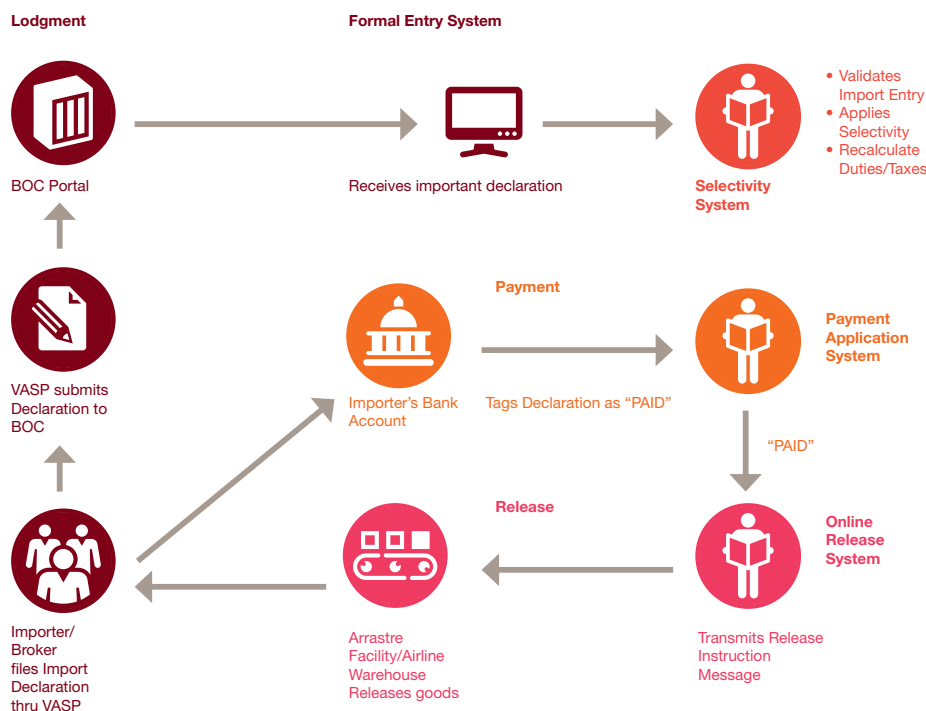 Lodgment
Formal Entry System
BOC Portal
Receives important declaration
Selectivity
System
• Validates
Import Entry
• Applies
Selectivity
• Recalculate
Duties/Taxes
VASP submits
Declaration to
BOC
Payment
Importer's Bank
Account
Tags Declaration as “PAID”
Payment
Application
System
“PAID”
Importer/
Broker
files Import
Declaration
thru VASP
Release
Arrastre
Facility/Airline
Warehouse
Releases goods
Online
Release
System
Transmits Release
Instruction
Message